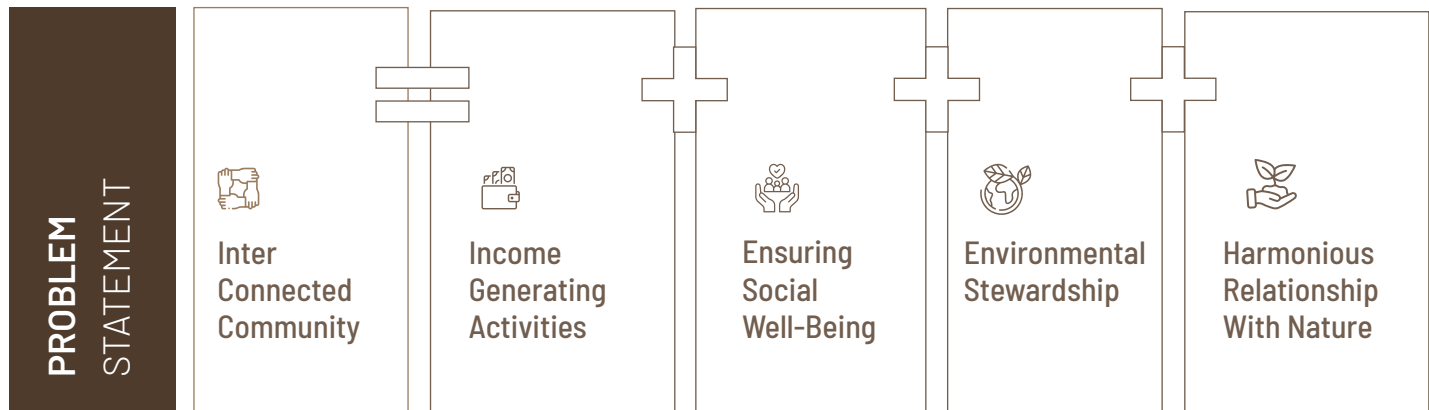 PROBLEM
STATEMENT
Inter
Connected
Community
Income
Generating
Activities
Ensuring
Social
Well-Being
Environmental
Stewardship
Harmonious
Relationship
With Nature